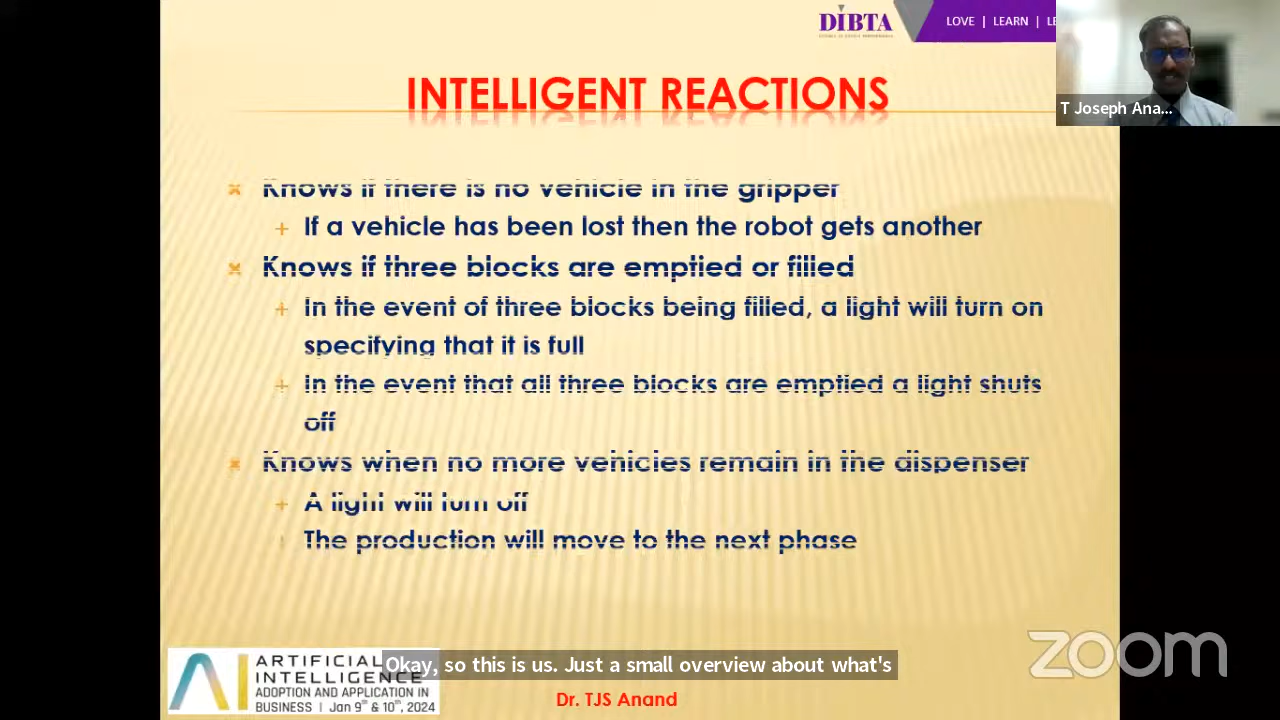 DIBTA
LOVE | LEARN | LE
T Joseph Ana...
INTELLIGENT REACTIONS
Knows if there is no vehicle in the gripper
If a vehicle has been lost then the robot gets another
Knows if three blocks are emptied or filled
In the event of three blocks being filled, a light will turn on
specifying that it is full
In the event that all three blocks are emptied a light shuts
off
Knows when no more vehicles remain in the dispenser
A light will turn off
The production will move to the next phase
zoom
ARTIFICIAL
INTELLIGENCE
ADOPTION AND APPLICATION IN
BUSINESS | Jan 9th & 10th, 2024
Okay, so this is us. Just a small overview about what's
Dr. TJS Anand